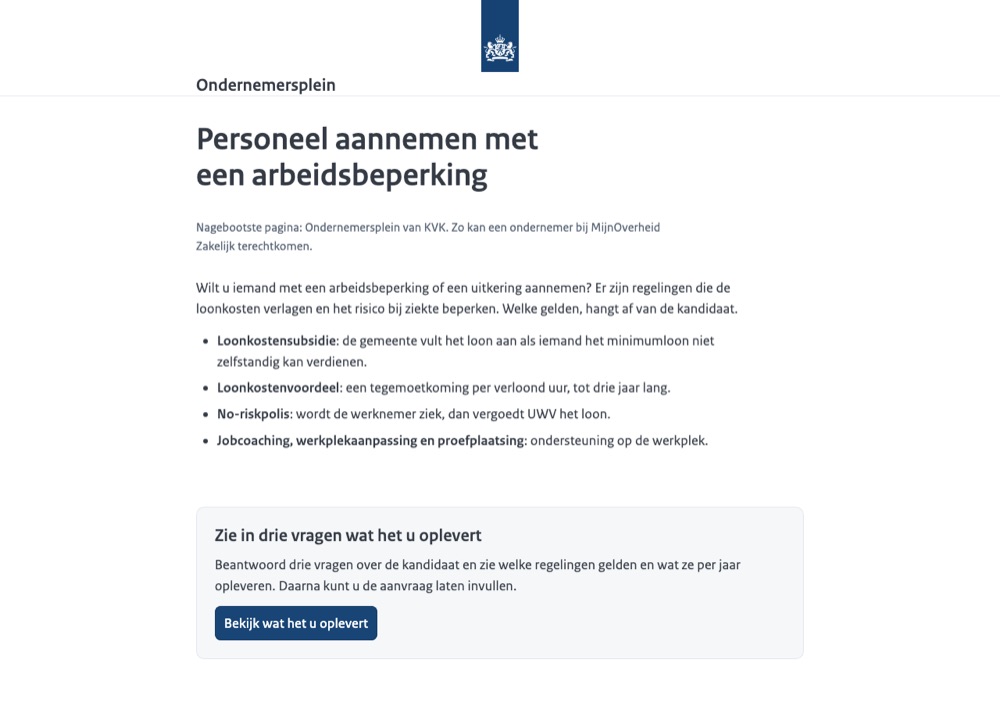 Ondernemersplein
Personeel aannemen met
een arbeidsbeperking
Nagebootste pagina: Ondernemersplein van KVK. Zo kan een ondernemer bij MijnOverheid
Zakelijk terechtkomen.
Wilt u iemand met een arbeidsbeperking of een uitkering aannemen? Er zijn regelingen die de
loonkosten verlagen en het risico bij ziekte beperken. Welke gelden, hangt af van de kandidaat.
• Loonkostensubsidie: de gemeente vult het loon aan als iemand het minimumloon niet
zelfstandig kan verdienen.
• Loonkostenvoordeel: een tegemoetkoming per verloond uur, tot drie jaar lang.
• No-riskpolis: wordt de werknemer ziek, dan vergoedt UWV het loon.
• Jobcoaching, werkplekaanpassing en proefplaatsing: ondersteuning op de werkplek.
Zie in drie vragen wat het u oplevert
Beantwoord drie vragen over de kandidaat en zie welke regelingen gelden en wat ze per jaar
opleveren. Daarna kunt u de aanvraag laten invullen.
Bekijk wat het u oplevert